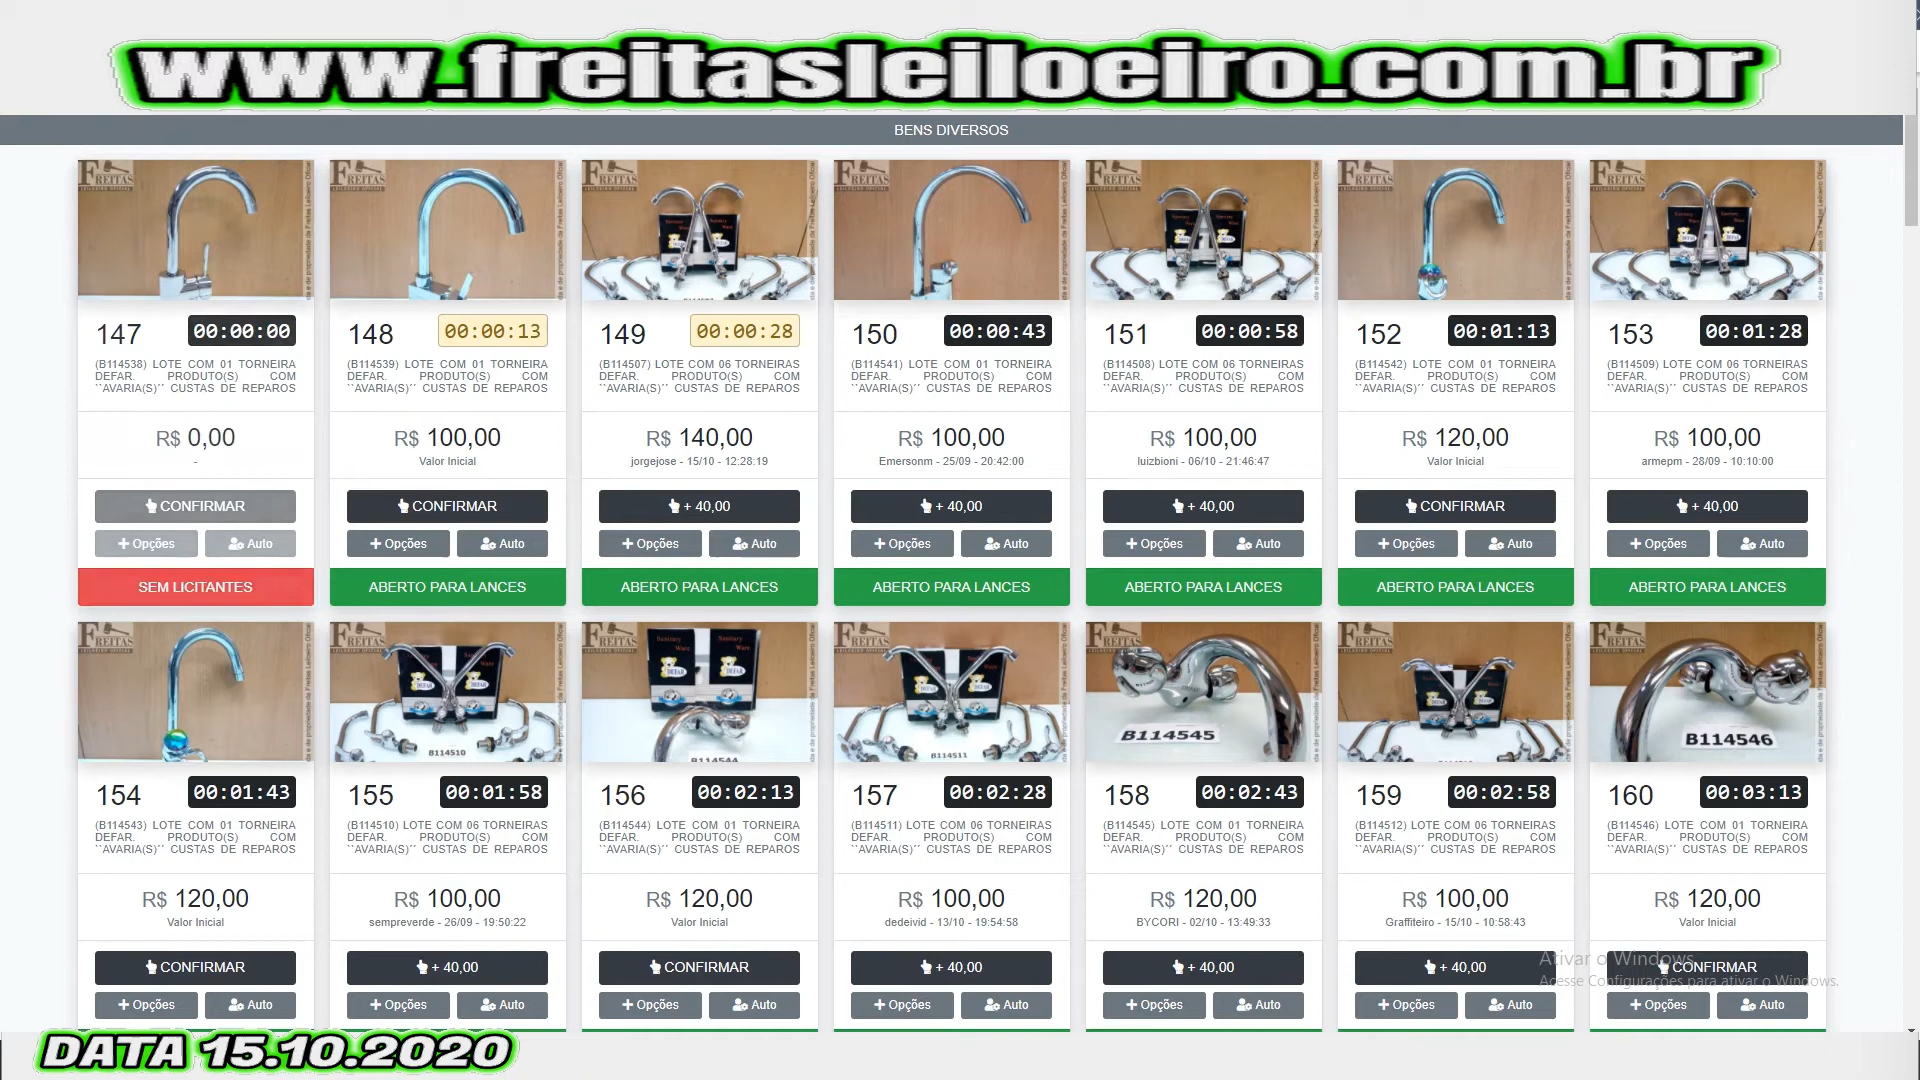 www.freitasleiloeiro.com.br
BENS DIVERSOS
FREITAS
LEILOEIRO OFICIAL
147 00:00:00
(B114538) LOTE COM 01 TORNEIRA
DEFAR. PRODUTO(S) COM
``AVARIA(S)´´ CUSTAS DE REPAROS
R$ 0,00
-
CONFIRMAR
+ Opções Auto
SEM LICITANTES
148 00:00:13
(B114539) LOTE COM 01 TORNEIRA
DEFAR. PRODUTO(S) COM
``AVARIA(S)´´ CUSTAS DE REPAROS
R$ 100,00
Valor Inicial
CONFIRMAR
+ Opções Auto
ABERTO PARA LANCES
149 00:00:28
(B114507) LOTE COM 06 TORNEIRAS
DEFAR. PRODUTO(S) COM
``AVARIA(S)´´ CUSTAS DE REPAROS
R$ 140,00
jorgejose - 15/10 - 12:28:19
+ 40,00
+ Opções Auto
ABERTO PARA LANCES
150 00:00:43
(B114541) LOTE COM 01 TORNEIRA
DEFAR. PRODUTO(S) COM
``AVARIA(S)´´ CUSTAS DE REPAROS
R$ 100,00
Emersonm - 25/09 - 20:42:00
+ 40,00
+ Opções Auto
ABERTO PARA LANCES
151 00:00:58
(B114508) LOTE COM 06 TORNEIRAS
DEFAR. PRODUTO(S) COM
``AVARIA(S)´´ CUSTAS DE REPAROS
R$ 100,00
luizbioni - 06/10 - 21:46:47
+ 40,00
+ Opções Auto
ABERTO PARA LANCES
152 00:01:13
(B114542) LOTE COM 01 TORNEIRA
DEFAR. PRODUTO(S) COM
``AVARIA(S)´´ CUSTAS DE REPAROS
R$ 120,00
Valor Inicial
CONFIRMAR
+ Opções Auto
ABERTO PARA LANCES
153 00:01:28
(B114509) LOTE COM 06 TORNEIRAS
DEFAR. PRODUTO(S) COM
``AVARIA(S)´´ CUSTAS DE REPAROS
R$ 100,00
armepm - 28/09 - 10:10:00
+ 40,00
+ Opções Auto
ABERTO PARA LANCES
154 00:01:43
(B114543) LOTE COM 01 TORNEIRA
DEFAR. PRODUTO(S) COM
``AVARIA(S)´´ CUSTAS DE REPAROS
R$ 120,00
Valor Inicial
CONFIRMAR
+ Opções Auto
B114510
155 00:01:58
(B114510) LOTE COM 06 TORNEIRAS
DEFAR. PRODUTO(S) COM
``AVARIA(S)´´ CUSTAS DE REPAROS
R$ 100,00
sempreverde - 26/09 - 19:50:22
+ 40,00
+ Opções Auto
Sanitary Ware
DEFAR
B114544
156 00:02:13
(B114544) LOTE COM 01 TORNEIRA
DEFAR. PRODUTO(S) COM
``AVARIA(S)´´ CUSTAS DE REPAROS
R$ 120,00
Valor Inicial
CONFIRMAR
+ Opções Auto
B114511
157 00:02:28
(B114511) LOTE COM 06 TORNEIRAS
DEFAR. PRODUTO(S) COM
``AVARIA(S)´´ CUSTAS DE REPAROS
R$ 100,00
dedeivid - 13/10 - 19:54:58
+ 40,00
+ Opções Auto
B114545
158 00:02:43
(B114545) LOTE COM 01 TORNEIRA
DEFAR. PRODUTO(S) COM
``AVARIA(S)´´ CUSTAS DE REPAROS
R$ 120,00
BYCORI - 02/10 - 13:49:33
+ 40,00
+ Opções Auto
159 00:02:58
(B114512) LOTE COM 06 TORNEIRAS
DEFAR. PRODUTO(S) COM
``AVARIA(S)´´ CUSTAS DE REPAROS
R$ 100,00
Graffiteiro - 15/10 - 10:58:43
+ 40,00
+ Opções Auto
B114546
160 00:03:13
(B114546) LOTE COM 01 TORNEIRA
DEFAR. PRODUTO(S) COM
``AVARIA(S)´´ CUSTAS DE REPAROS
R$ 120,00
Valor Inicial
CONFIRMAR
+ Opções Auto
Ativar o Windows
Acesse Configurações para ativar o Windows.
DATA 15.10.2020